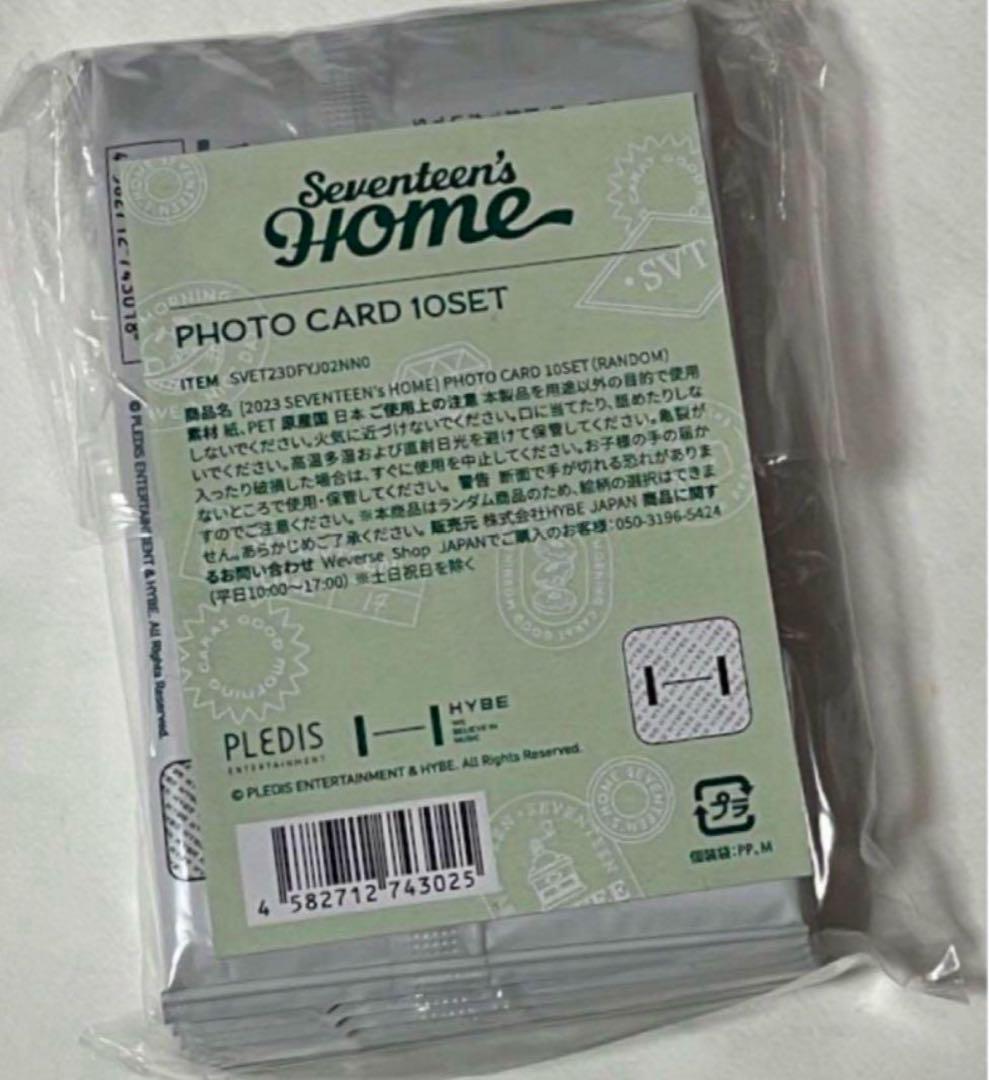 Seveteen's
Home
SVT
PHOTO CARD 10SET
ITEM SVET23DFYJ02NN0
商品名 [2023 SEVENTEEN's HOME] PHOTO CARD 10SET(RANDOM)
素材 紙、PET 原産国 日本 ご使用上の注意 本製品を用途以外の目的で使用
しないでください。火気に近づけないでください。口に当てたり、舐めたりしな
いでください。高温多湿および直射日光を避けて保管してください。亀裂が
入ったり破損した場合は、すぐに使用を中止してください。お子様の手の届か
ないところで使用・保管してください。 警告 断面で手が切れる恐れがありま
すのでご注意ください。※本商品はランダム商品のため、絵柄の選択はできま
せん。あらかじめご了承ください。 販売元 株式会社HYBE JAPAN 商品に関す
るお問い合わせ Weverse Shop JAPANでご購入のお客様：050-3196-5424
(平日10:00～17:00) ※土日祝日を除く
17
CARAT GOOD MORNING
PLEDIS
ENTERTAINMENT
HYBE
WE
BELIEVE IN
MUSIC
© PLEDIS ENTERTAINMENT & HYBE. All Rights Reserved.
4 582712 743025
プラ
個装袋：PP、M
© PLEDIS ENTERTAINMENT & HYBE. All Rights Reserved.